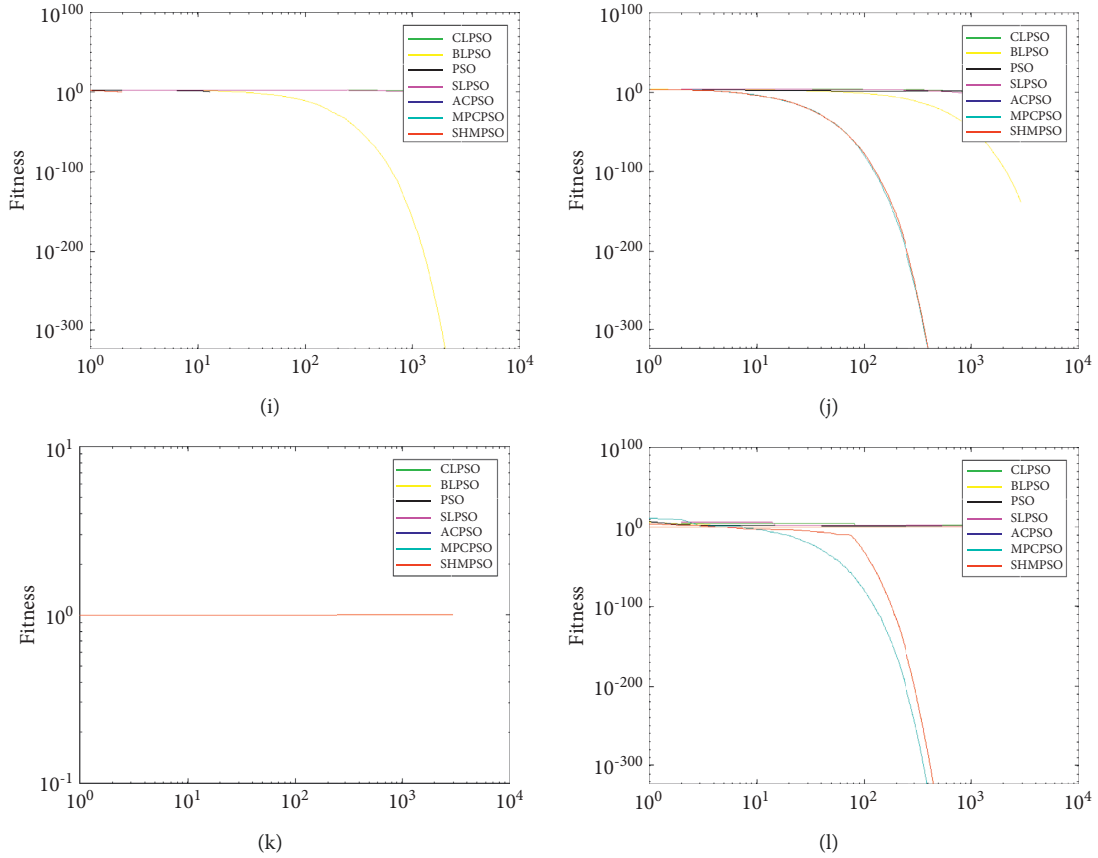 10^100
10^0
10^-100
10^-200
10^-300
Fitness
CLPSO
BLPSO
PSO
SLPSO
ACPSO
MPCPSO
SHMPSO
10^0
10^1
10^2
10^3
10^4
(i)
10^100
10^0
10^-100
10^-200
10^-300
Fitness
CLPSO
BLPSO
PSO
SLPSO
ACPSO
MPCPSO
SHMPSO
10^0
10^1
10^2
10^3
10^4
(j)
10^1
10^0
10^-1
Fitness
CLPSO
BLPSO
PSO
SLPSO
ACPSO
MPCPSO
SHMPSO
10^0
10^1
10^2
10^3
10^4
(k)
10^100
10^0
10^-100
10^-200
10^-300
Fitness
CLPSO
BLPSO
PSO
SLPSO
ACPSO
MPCPSO
SHMPSO
10^0
10^1
10^2
10^3
10^4
(l)